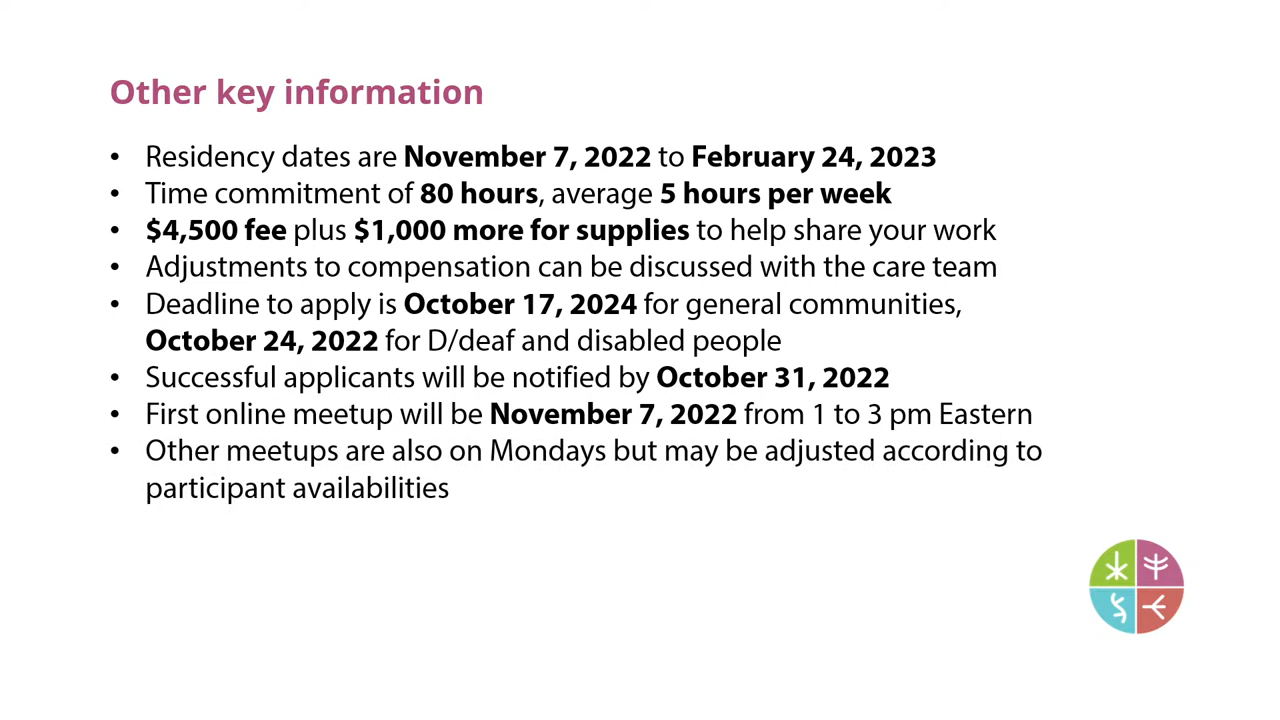 Other key information
• Residency dates are November 7, 2022 to February 24, 2023
• Time commitment of 80 hours, average 5 hours per week
• $4,500 fee plus $1,000 more for supplies to help share your work
• Adjustments to compensation can be discussed with the care team
• Deadline to apply is October 17, 2024 for general communities,
October 24, 2022 for D/deaf and disabled people
• Successful applicants will be notified by October 31, 2022
• First online meetup will be November 7, 2022 from 1 to 3 pm Eastern
• Other meetups are also on Mondays but may be adjusted according to
participant availabilities